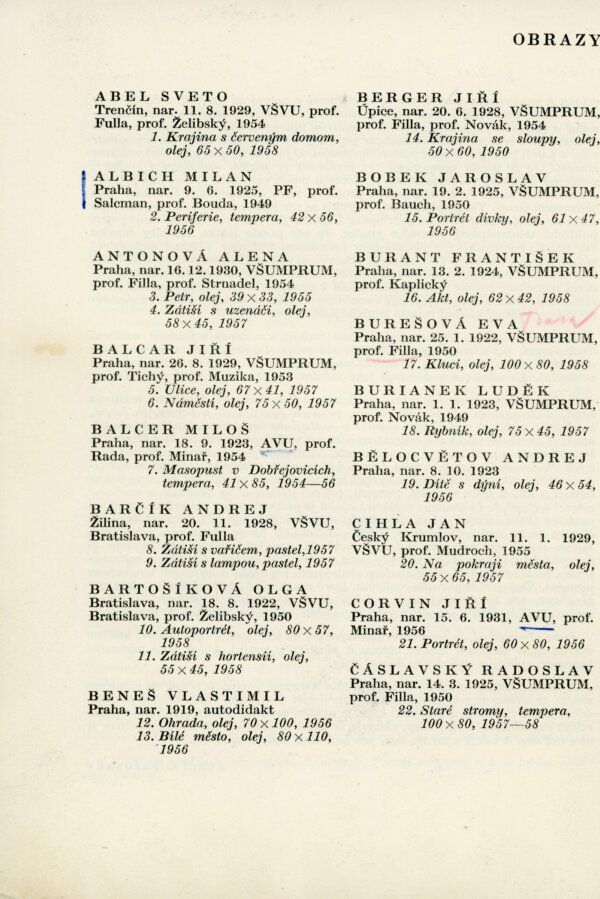 OBRAZY
ABEL SVETO
Trenčín, nar. 11. 8. 1929, VŠVU, prof.
Fulla, prof. Želibský, 1954
1. Krajina s červeným domom,
olej, 65×50, 1958
ALBICH MILAN
Praha, nar. 9. 6. 1925, PF, prof.
Salcman, prof. Bouda, 1949
2. Periferie, tempera, 42×56,
1956
ANTONOVÁ ALENA
Praha, nar. 16. 12. 1930, VŠUMPRUM,
prof. Filla, prof. Strnadel, 1954
3. Petr, olej, 39×33, 1955
4. Zátiší s uzenáči, olej,
58×45, 1957
BALCAR JIŘÍ
Praha, nar. 26. 8. 1929, VŠUMPRUM,
prof. Tichý, prof. Muzika, 1953
5. Ulice, olej, 67×41, 1957
6. Náměstí, olej, 75×50, 1957
BALCER MILOŠ
Praha, nar. 18. 9. 1923, AVU, prof.
Rada, prof. Minař, 1954
7. Masopust v Dobřejovicích,
tempera, 41×85, 1954—56
BARČÍK ANDREJ
Žilina, nar. 20. 11. 1928, VŠVU,
Bratislava, prof. Fulla
8. Zátiší s vařičem, pastel, 1957
9. Zátiší s lampou, pastel, 1957
BARTOŠÍKOVÁ OLGA
Bratislava, nar. 18. 8. 1922, VŠVU,
Bratislava, prof. Želibský, 1950
10. Autoportrét, olej, 80×57,
1958
11. Zátiší s hortensií, olej,
55×45, 1958
BENEŠ VLASTIMIL
Praha, nar. 1919, autodidakt
12. Ohrada, olej, 70×100, 1956
13. Bílé město, olej, 80×110,
1956
BERGER JIŘÍ
Úpice, nar. 20. 6. 1928, VŠUMPRUM,
prof. Filla, prof. Novák, 1954
14. Krajina se sloupy, olej,
50×60, 1950
BOBEK JAROSLAV
Praha, nar. 19. 2. 1925, VŠUMPRUM,
prof. Bauch, 1950
15. Portrét dívky, olej, 61×47,
1956
BURANT FRANTIŠEK
Praha, nar. 13. 2. 1924, VŠUMPRUM,
prof. Kaplický
16. Akt, olej, 62×42, 1958
BUREŠOVÁ EVA
Praha, nar. 25. 1. 1922, VŠUMPRUM,
prof. Filla, 1950
17. Kluci, olej, 100×80, 1958
BURIANEK LUDĚK
Praha, nar. 1. 1. 1923, VŠUMPRUM,
prof. Novák, 1949
18. Rybník, olej, 75×45, 1957
BĚLOCVĚTOV ANDREJ
Praha, nar. 8. 10. 1923
19. Dítě s dýní, olej, 46×54,
1956
CIHLA JAN
Český Krumlov, nar. 11. 1. 1929,
VŠVU, prof. Mudroch, 1955
20. Na pokraji města, olej,
55×65, 1957
CORVIN JIŘÍ
Praha, nar. 15. 6. 1931, AVU, prof.
Minař, 1956
21. Portrét, olej, 60×80, 1956
ČÁSLAVSKÝ RADOSLAV
Praha, nar. 14. 3. 1925, VŠUMPRUM,
prof. Filla, 1950
22. Staré stromy, tempera,
100×80, 1957—58